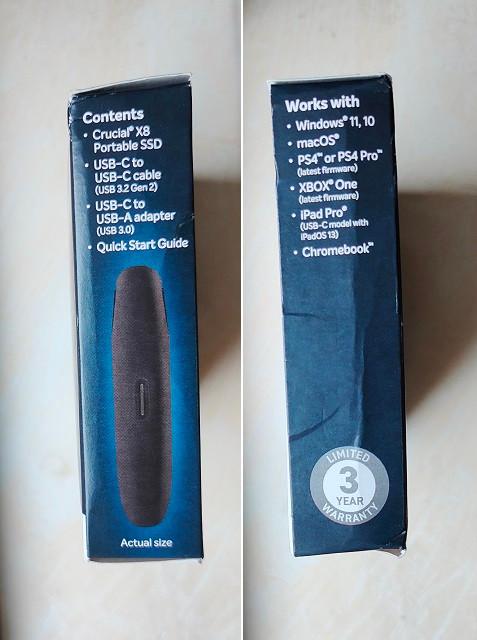 Contents
• Crucial® X8
Portable SSD
• USB-C to
USB-C cable
(USB 3.2 Gen 2)
• USB-C to
USB-A adapter
(USB 3.0)
• Quick Start Guide
Actual size
Works with
• Windows® 11, 10
• macOS®
• PS4™ or PS4 Pro™
(latest firmware)
• XBOX® One
(latest firmware)
• iPad Pro®
(USB-C model with
iPadOS 13)
• Chromebook™
LIMITED
3
YEAR
WARRANTY